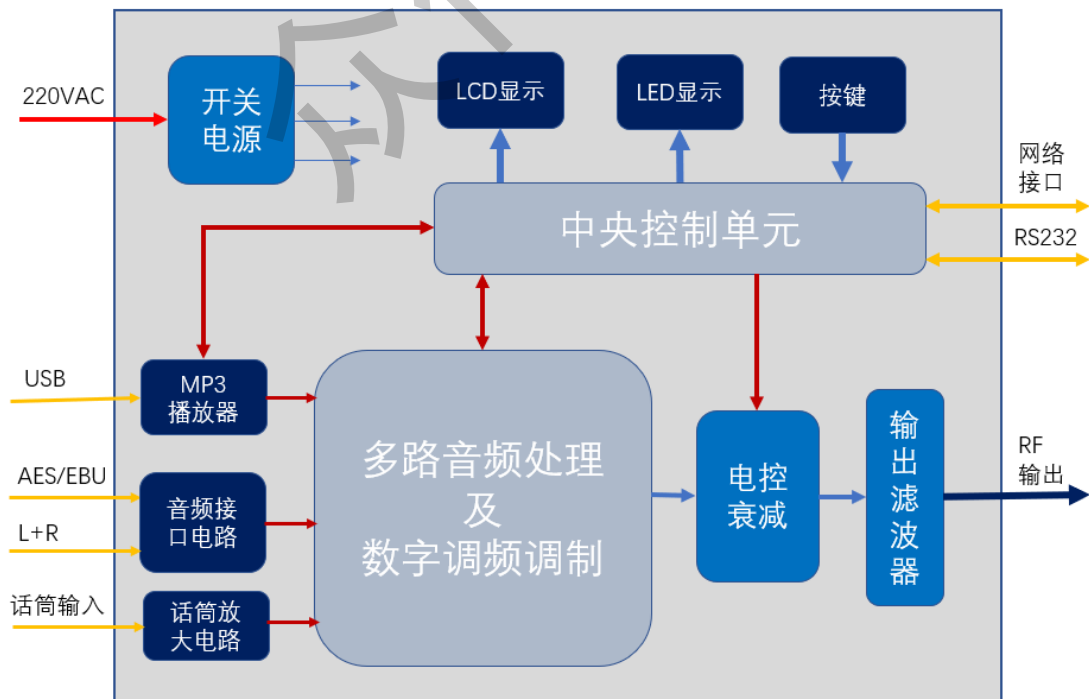 220VAC
开关
电源
LCD显示
LED显示
按键
网络
接口
中央控制单元
RS232
USB
MP3
播放器
AES/EBU
音频接
口电路
L+R
话筒输入
话筒放
大电路
多路音频处理
及
数字调频调制
电控
衰减
输
出
滤
波
器
RF
输出